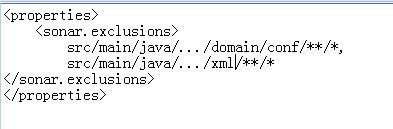 <properties>
<sonar.exclusions>
src/main/java/.../domain/conf/**/*,
src/main/java/.../xml/**/*
</sonar.exclusions>
</properties>